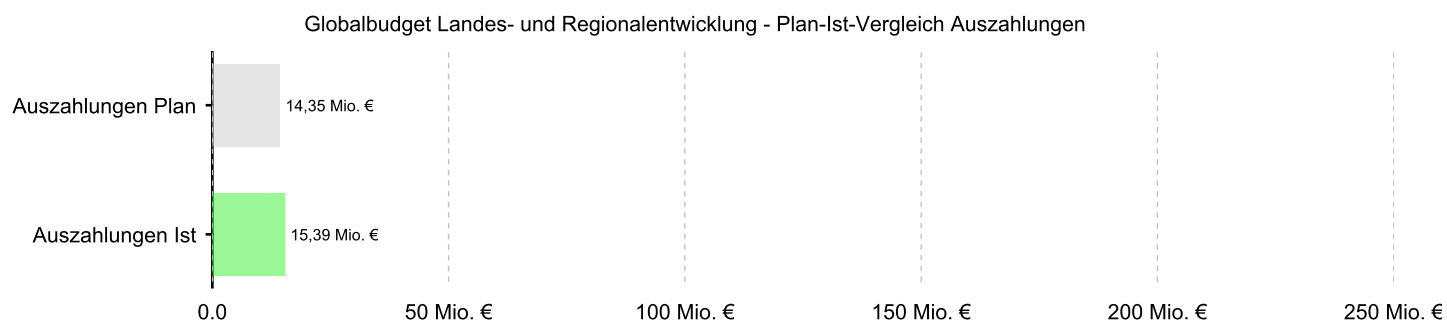 Globalbudget Landes- und Regionalentwicklung - Plan-Ist-Vergleich Auszahlungen
Auszahlungen Plan
14,35 Mio. €
Auszahlungen Ist
15,39 Mio. €
0.0
50 Mio. €
100 Mio. €
150 Mio. €
200 Mio. €
250 Mio. €